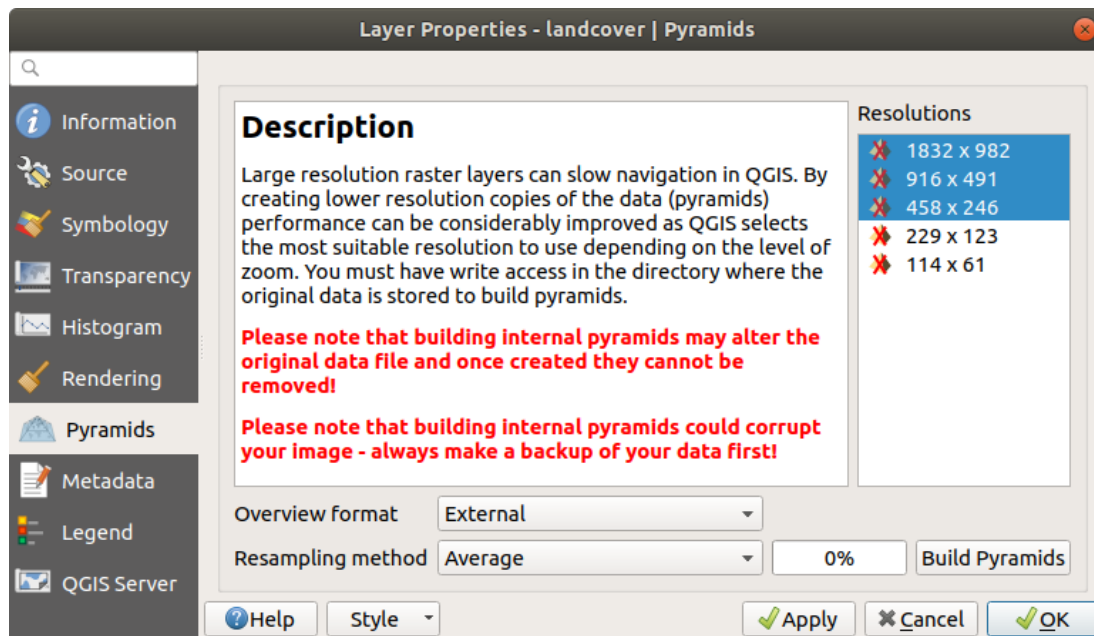 Layer Properties - landcover | Pyramids
Information
Source
Symbology
Transparency
Histogram
Rendering
Pyramids
Metadata
Legend
QGIS Server
Description
Large resolution raster layers can slow navigation in QGIS. By
creating lower resolution copies of the data (pyramids)
performance can be considerably improved as QGIS selects
the most suitable resolution to use depending on the level of
zoom. You must have write access in the directory where the
original data is stored to build pyramids.
Please note that building internal pyramids may alter the
original data file and once created they cannot be
removed!
Please note that building internal pyramids could corrupt
your image - always make a backup of your data first!
Resolutions
1832 x 982
916 x 491
458 x 246
229 x 123
114 x 61
Overview format External
Resampling method Average 0% Build Pyramids
Help Style Apply Cancel OK